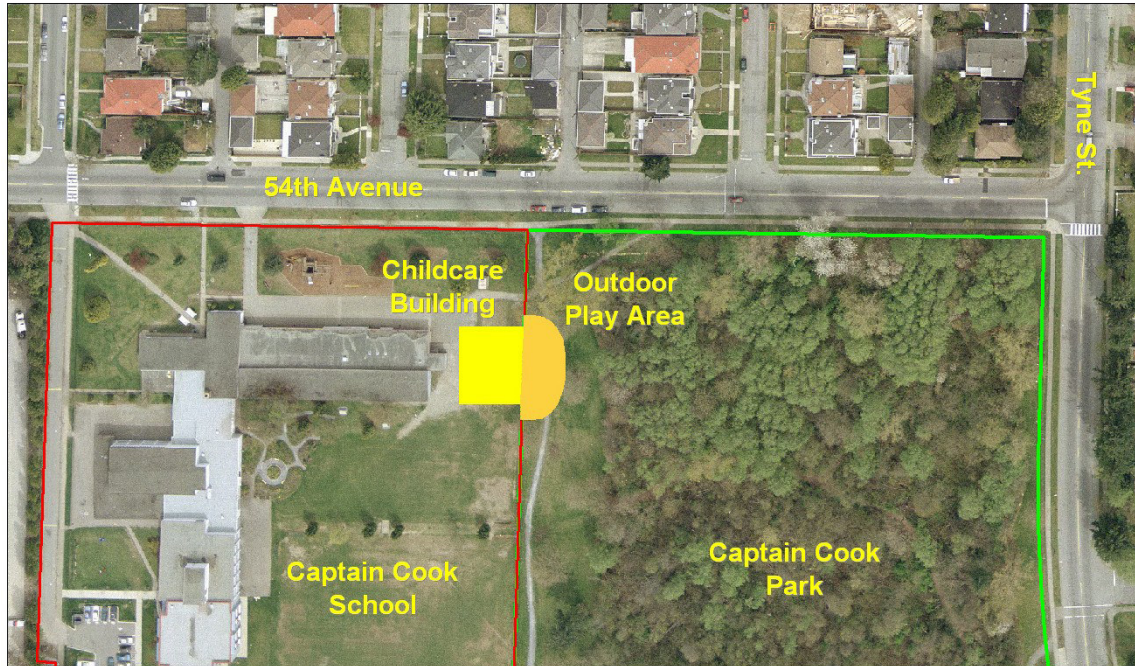 54th Avenue
Tyne St.
Childcare
Building
Outdoor
Play Area
Captain Cook
School
Captain Cook
Park